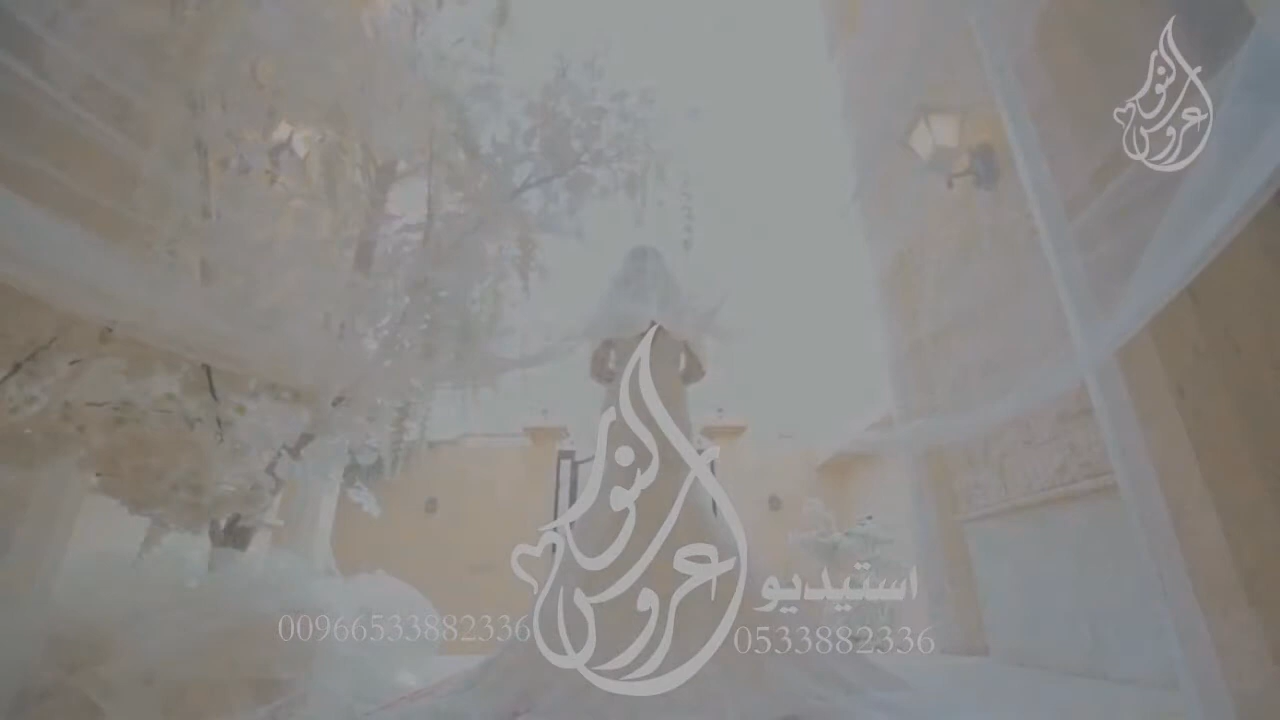 عروس النور
عروس النور
استيديو
00966533882336
0533882336